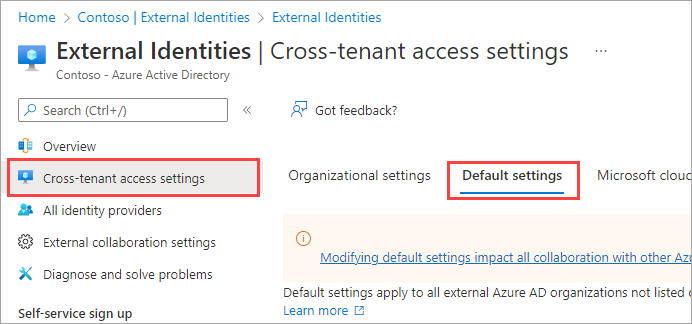 Home > Contoso | External Identities > External Identities
External Identities | Cross-tenant access settings ...
Contoso - Azure Active Directory
Search (Ctrl+/) «
Got feedback?
Overview
Cross-tenant access settings
All identity providers
External collaboration settings
Diagnose and solve problems
Self-service sign up
Organizational settings Default settings Microsoft cloud
Modifying default settings impact all collaboration with other Azu
Default settings apply to all external Azure AD organizations not listed o
Learn more